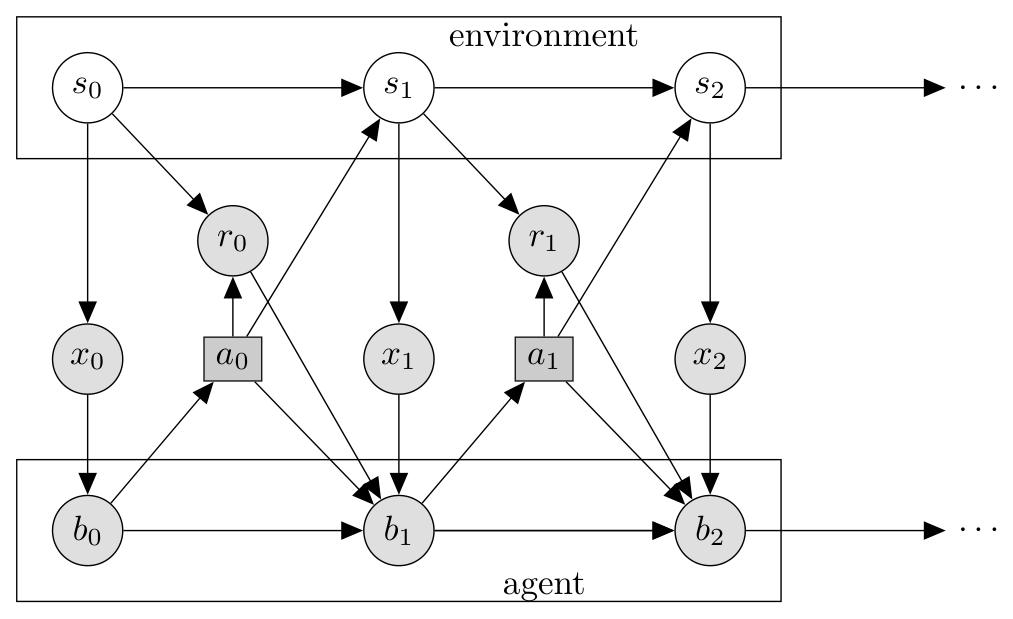 environment
s₀ s₁ s₂ ⋯
r₀ r₁
x₀ a₀ x₁ a₁ x₂
b₀ b₁ b₂ ⋯
agent